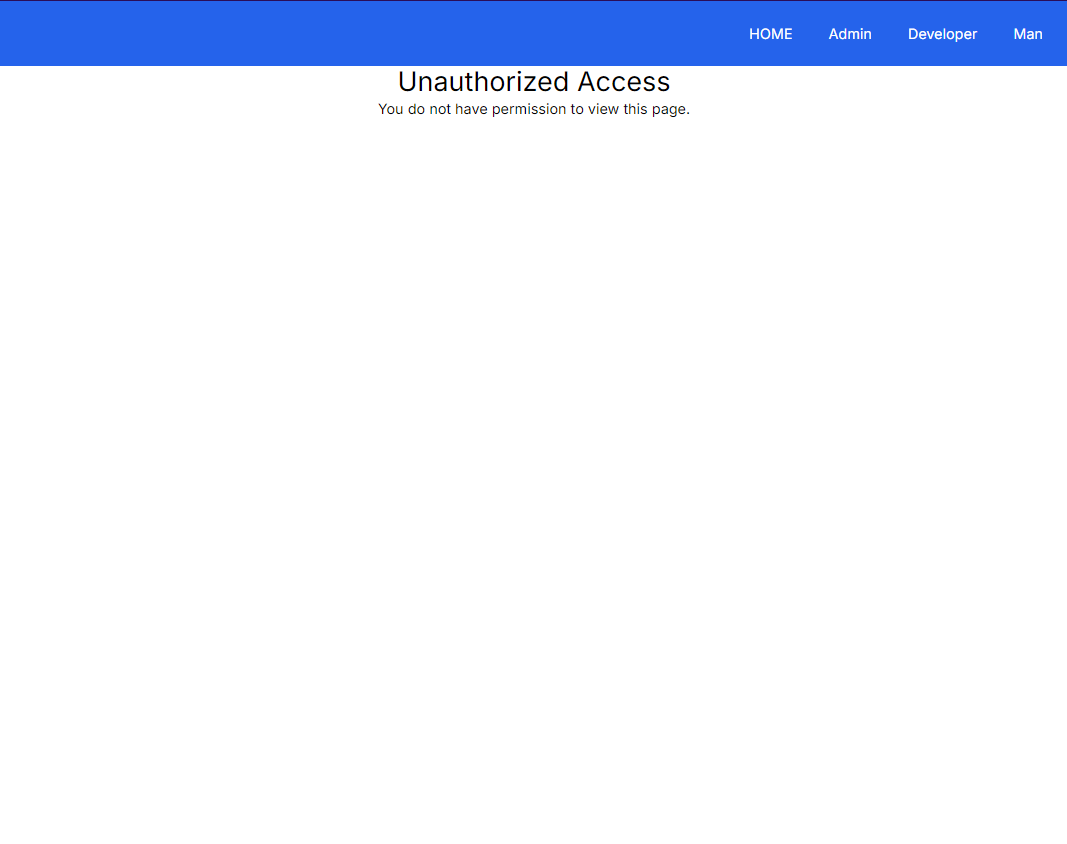 HOME Admin Developer Man
Unauthorized Access
You do not have permission to view this page.